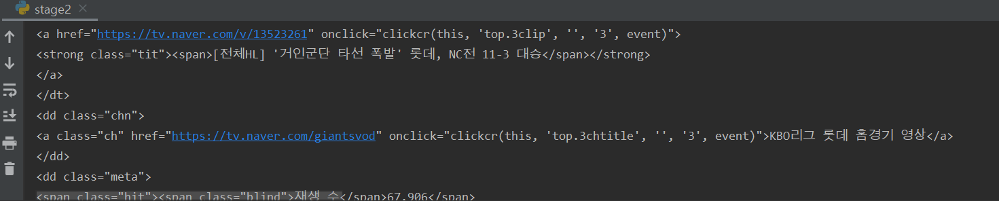 stage2
<a href="https://tv.naver.com/v/13523261" onclick="clickcr(this, 'top.3clip', '', '3', event)">
<strong class="tit"><span>[전체HL] '거인군단 타선 폭발' 롯데, NC전 11-3 대승</span></strong>
</a>
</dt>
<dd class="chn">
<a class="ch" href="https://tv.naver.com/giantsvod" onclick="clickcr(this, 'top.3chtitle', '', '3', event)">KBO리그 롯데 홈경기 영상</a>
</dd>
<dd class="meta">
<span class="hit"><span class="blind">재생 수</span>67,906</span>